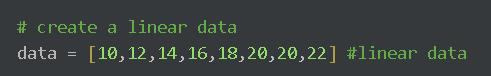 # create a linear data
data = [10,12,14,16,18,20,20,22] #linear data